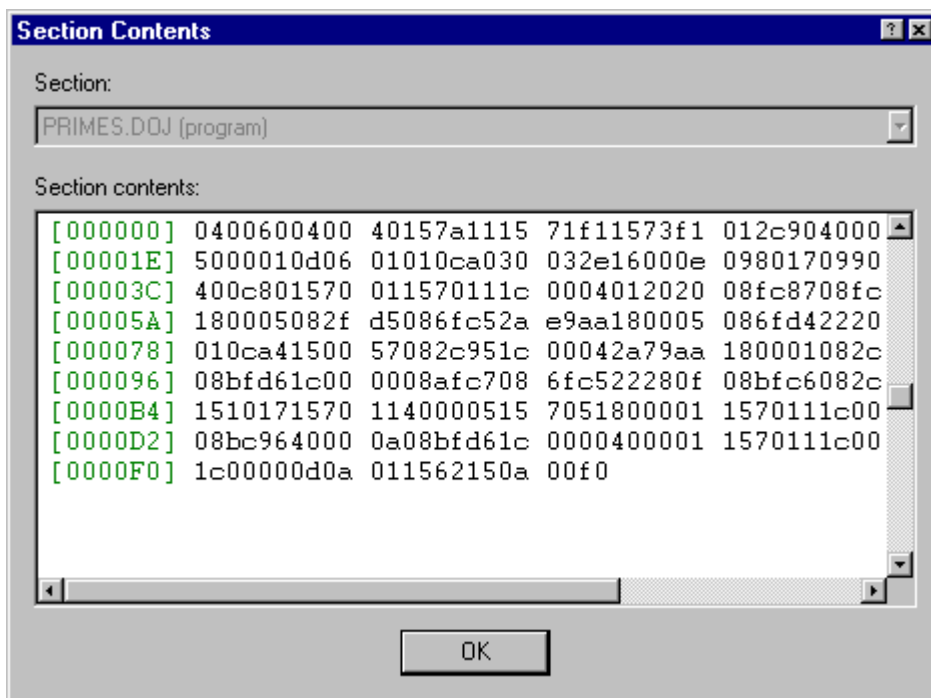 Section Contents
Section:
PRIMES.DOJ (program)
Section contents:
[000000] 0400600400 40157a1115 71f11573f1 012c904000
[00001E] 5000010d06 01010ca030 032e16000e 0980170990
[00003C] 400c801570 011570111c 0004012020 08fc8708fc
[00005A] 180005082f d5086fc52a e9aa180005 086fd42220
[000078] 010ca41500 57082c951c 00042a79aa 180001082c
[000096] 08bfd61c00 0008afc708 6fc522280f 08bfc6082c
[0000B4] 1510171570 1140000515 7051800001 1570111c00
[0000D2] 08bc964000 0a08bfd61c 0000400001 1570111c00
[0000F0] 1c00000d0a 011562150a 00f0
OK